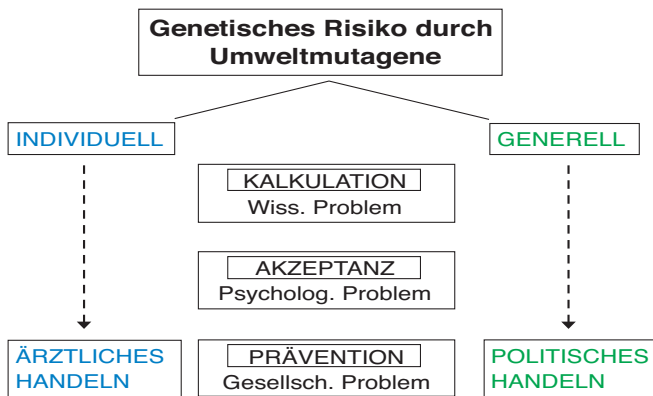 Genetisches Risiko durch
Umweltmutagene
INDIVIDUELL
GENERELL
KALKULATION
Wiss. Problem
AKZEPTANZ
Psycholog. Problem
ÄRZTLICHES
HANDELN
PRÄVENTION
Gesellsch. Problem
POLITISCHES
HANDELN